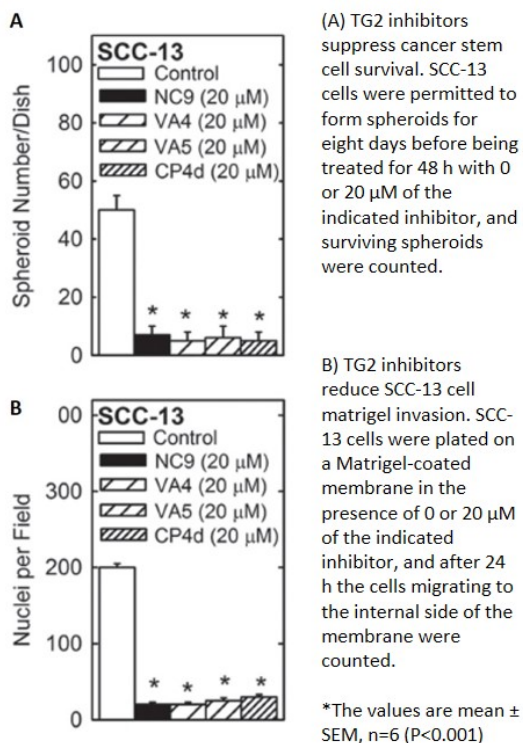 A
SCC-13
Control
NC9 (20 μM)
VA4 (20 μM)
VA5 (20 μM)
CP4d (20 μM)
100
80
60
40
20
0
Spheroid Number/Dish
* * * *
(A) TG2 inhibitors
suppress cancer stem
cell survival. SCC-13
cells were permitted to
form spheroids for
eight days before being
treated for 48 h with 0
or 20 μM of the
indicated inhibitor, and
surviving spheroids
were counted.
B
SCC-13
Control
NC9 (20 μM)
VA4 (20 μM)
VA5 (20 μM)
CP4d (20 μM)
00
300
200
100
0
Nuclei per Field
* * * *
B) TG2 inhibitors
reduce SCC-13 cell
matrigel invasion. SCC-
13 cells were plated on
a Matrigel-coated
membrane in the
presence of 0 or 20 μM
of the indicated
inhibitor, and after 24
h the cells migrating to
the internal side of the
membrane were
counted.
*The values are mean ±
SEM, n=6 (P<0.001)